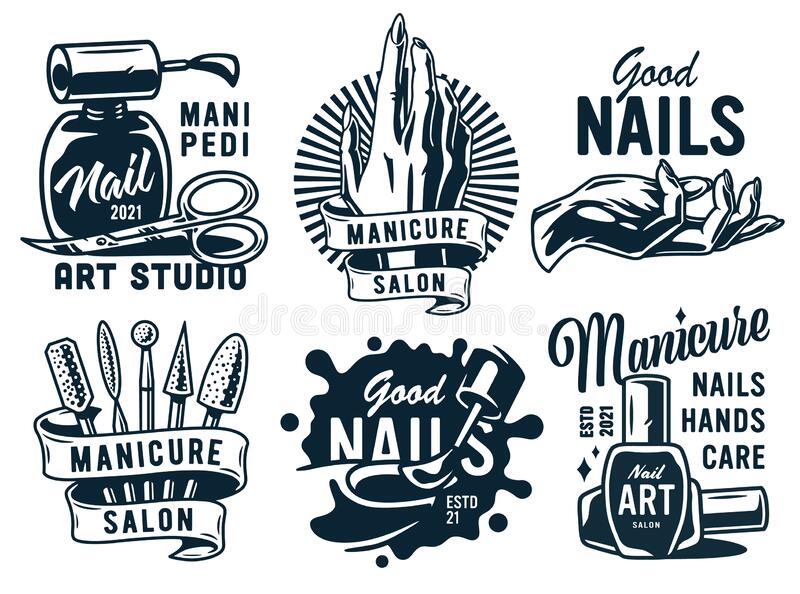 MANI
PEDI
Nail
2021
ART STUDIO
MANICURE
SALON
Good
NAILS
MANICURE
SALON
Good
NAILS
ESTD
21
Manicure
ESTD
2021
NAILS
HANDS
CARE
Nail
ART
SALON
dreamstime